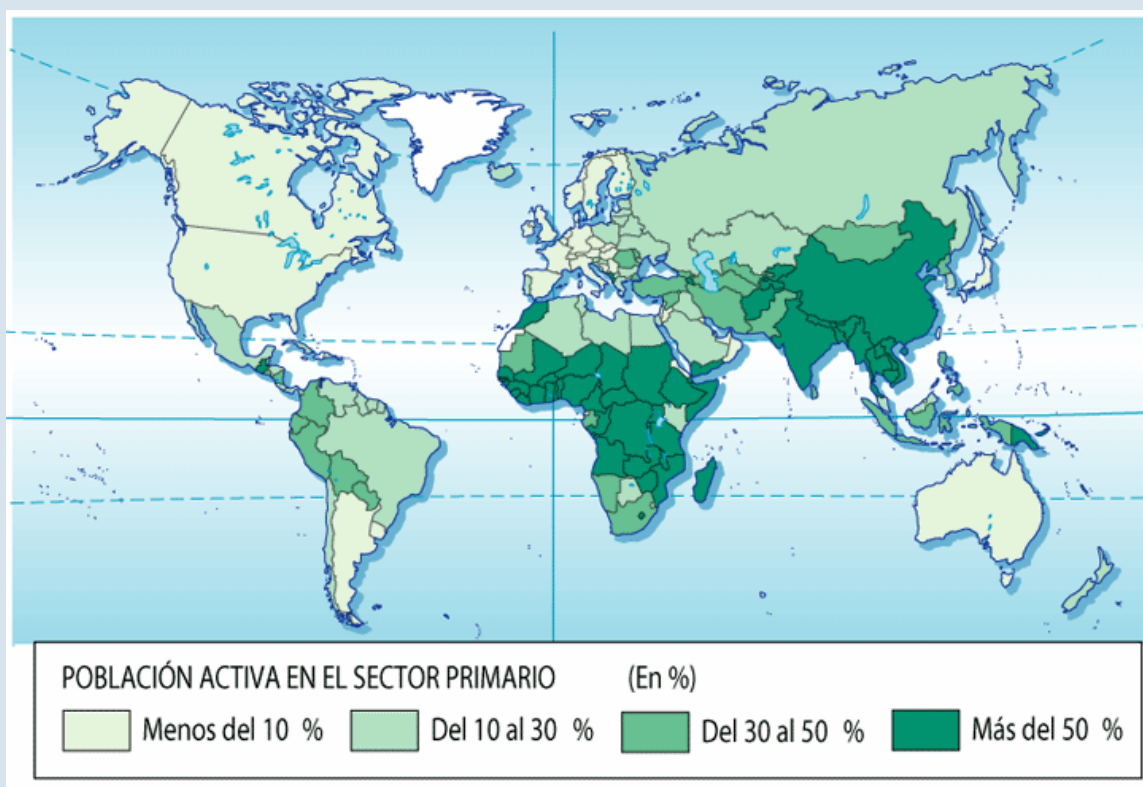 POBLACIÓN ACTIVA EN EL SECTOR PRIMARIO (En %)
Menos del 10 % Del 10 al 30 % Del 30 al 50 % Más del 50 %